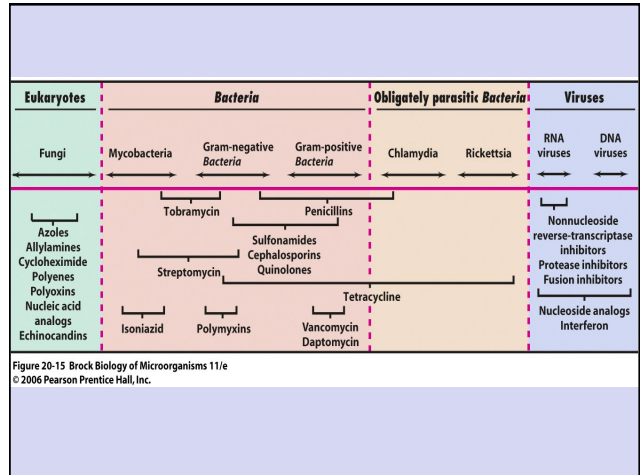 Eukaryotes
Bacteria
Obligately parasitic Bacteria
Viruses
Fungi
Mycobacteria
Gram-negative
Bacteria
Gram-positive
Bacteria
Chlamydia
Rickettsia
RNA
viruses
DNA
viruses
Azoles
Allylamines
Cycloheximide
Polyenes
Polyoxins
Nucleic acid
analogs
Echinocandins
Tobramycin
Penicillins
Sulfonamides
Cephalosporins
Quinolones
Streptomycin
Tetracycline
Isoniazid
Polymyxins
Vancomycin
Daptomycin
Nonnucleoside
reverse-transcriptase
inhibitors
Protease inhibitors
Fusion inhibitors
Nucleoside analogs
Interferon
Figure 20-15 Brock Biology of Microorganisms 11/e
© 2006 Pearson Prentice Hall, Inc.